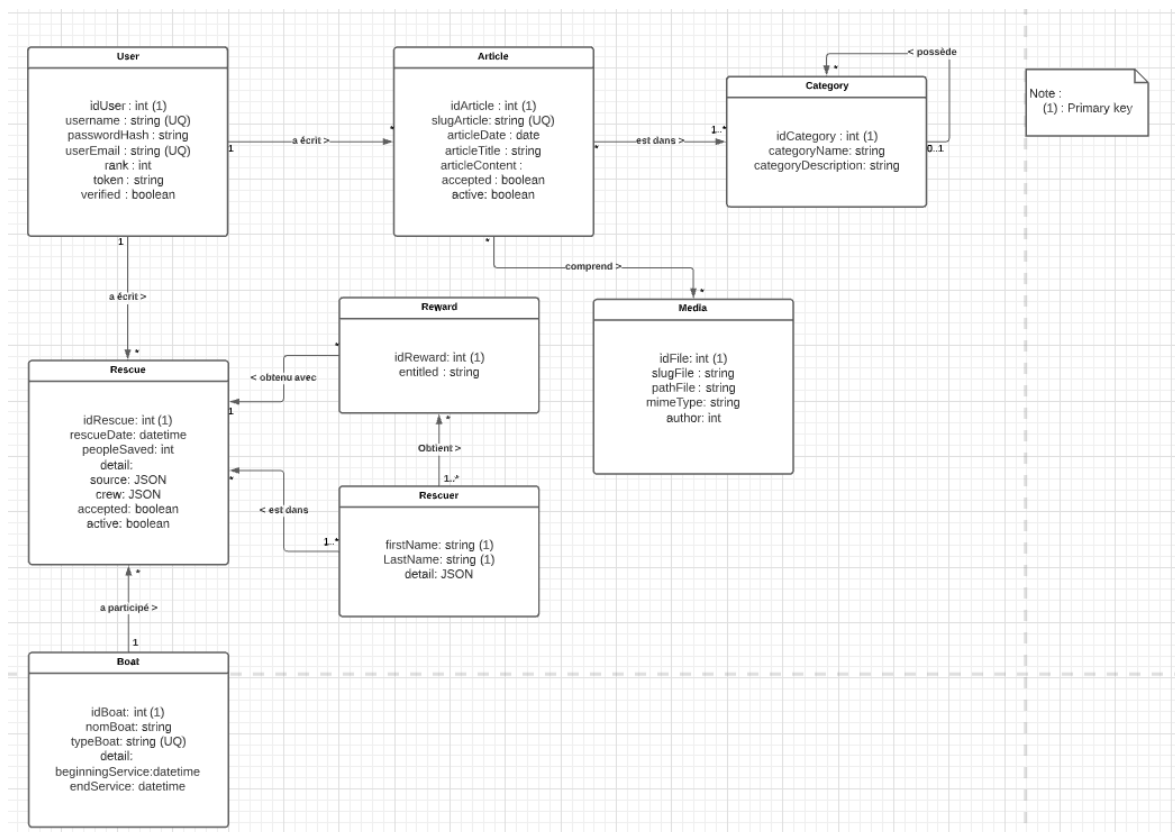 User
idUser : int (1)
username : string (UQ)
passwordHash : string
userEmail : string (UQ)
rank : int
token : string
verified : boolean
1
a écrit >
*
Article
idArticle : int (1)
slugArticle: string (UQ)
articleDate : date
articleTitle : string
articleContent :
accepted : boolean
active: boolean
*
est dans >
1..*
Category
idCategory : int (1)
categoryName: string
categoryDescription: string
< possède
*
0..1
Note :
(1) : Primary key
1
a écrit >
*
*
comprend >
*
Media
idFile: int (1)
slugFile : string
pathFile : string
mimeType: string
author: int
Reward
idReward: int (1)
entitled : string
*
< obtenu avec
1
Rescue
idRescue: int (1)
rescueDate: datetime
peopleSaved: int
detail:
source: JSON
crew: JSON
accepted: boolean
active: boolean
*
Obtient >
1..*
Rescuer
firstName: string (1)
LastName: string (1)
detail: JSON
*
< est dans
1..*
*
a participé >
1
Boat
idBoat: int (1)
nomBoat: string
typeBoat: string (UQ)
detail:
beginningService:datetime
endService: datetime